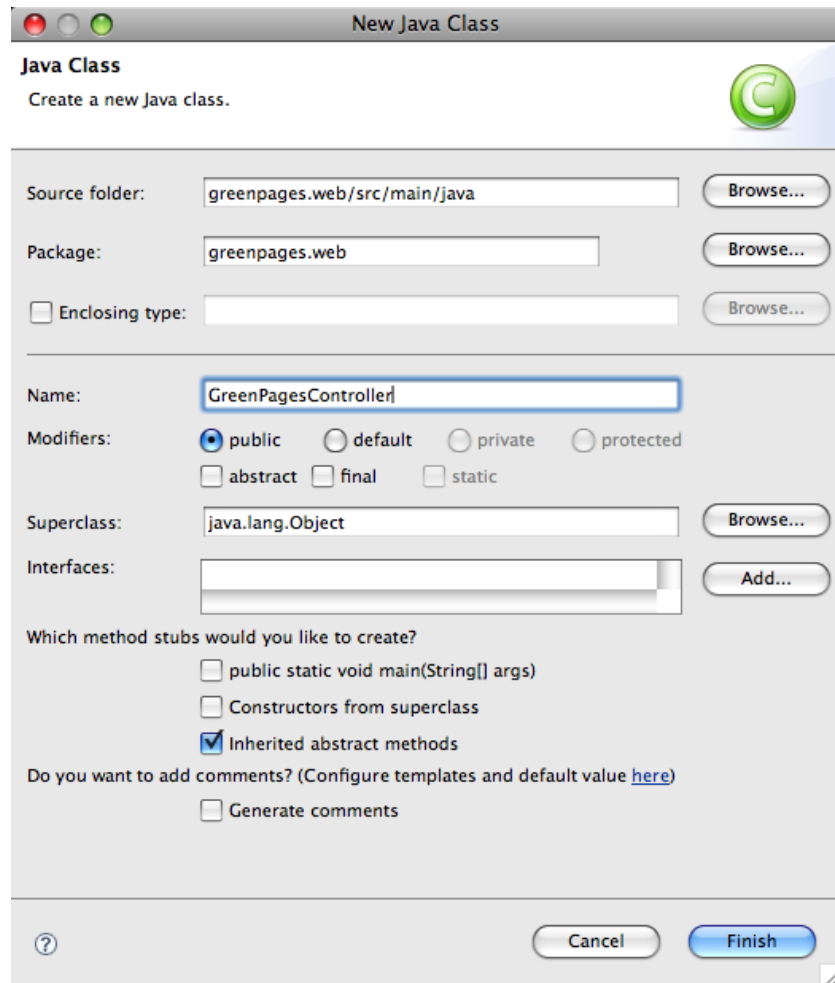 New Java Class
Java Class
Create a new Java class.
C
Source folder: greenpages.web/src/main/java Browse...
Package: greenpages.web Browse...
Enclosing type: Browse...
Name: GreenPagesController
Modifiers: public default private protected
abstract final static
Superclass: java.lang.Object Browse...
Interfaces: Add...
Which method stubs would you like to create?
public static void main(String[] args)
Constructors from superclass
Inherited abstract methods
Do you want to add comments? (Configure templates and default value here)
Generate comments
? Cancel Finish